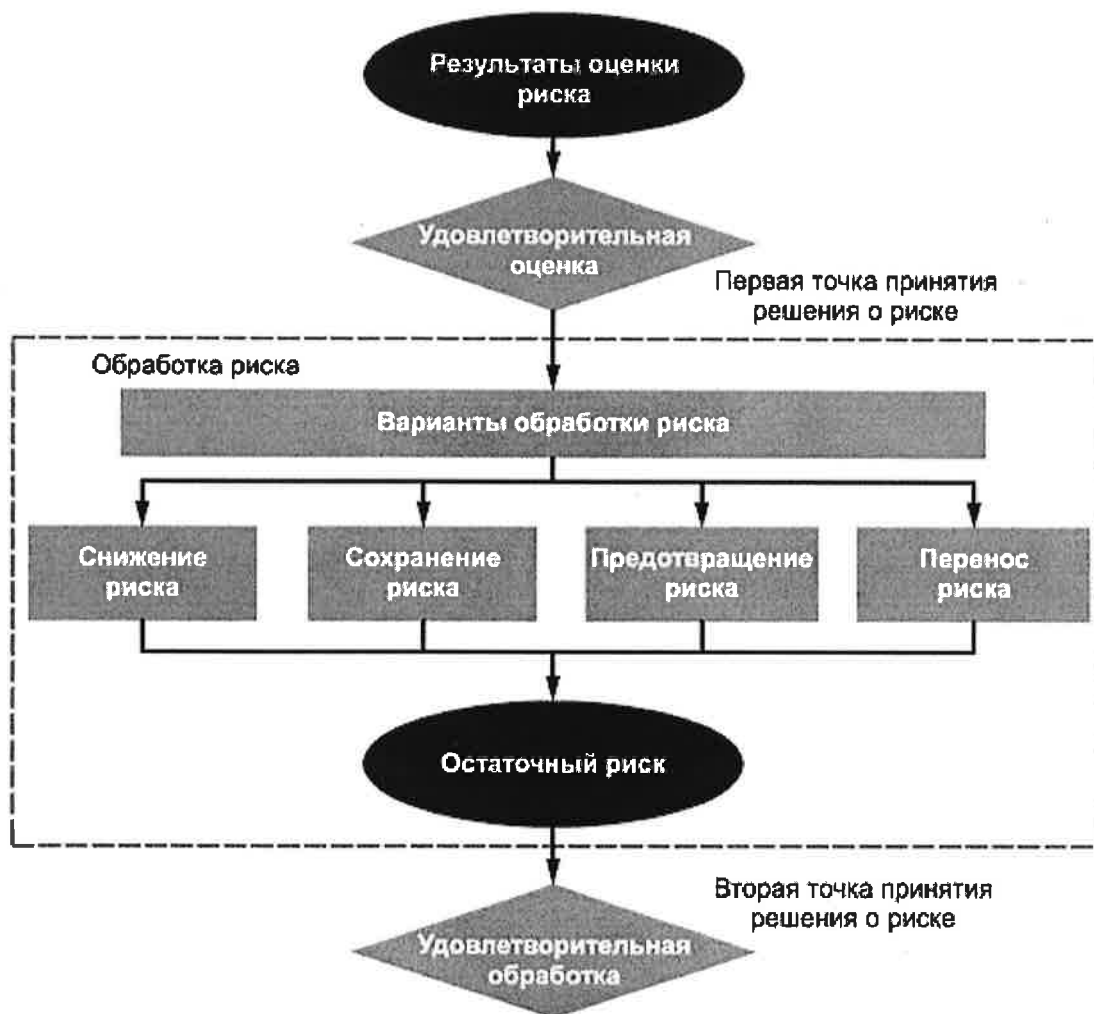 Результаты оценки
риска
Удовлетворительная
оценка
Первая точка принятия
решения о риске
Обработка риска
Варианты обработки риска
Снижение
риска
Сохранение
риска
Предотвращение
риска
Перенос
риска
Остаточный риск
Вторая точка принятия
решения о риске
Удовлетворительная
обработка